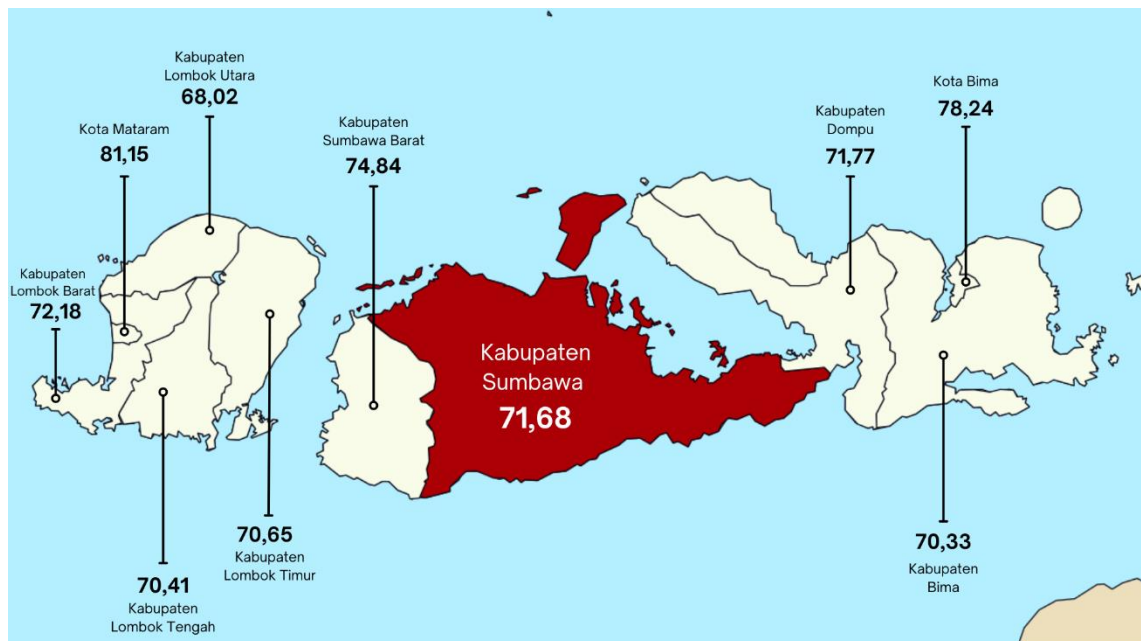 Kabupaten
Lombok Utara
68,02
Kota Mataram
81,15
Kabupaten
Sumbawa Barat
74,84
Kabupaten
Dompu
71,77
Kota Bima
78,24
Kabupaten
Lombok Barat
72,18
Kabupaten
Sumbawa
71,68
70,65
Kabupaten
Lombok Timur
70,41
Kabupaten
Lombok Tengah
70,33
Kabupaten
Bima